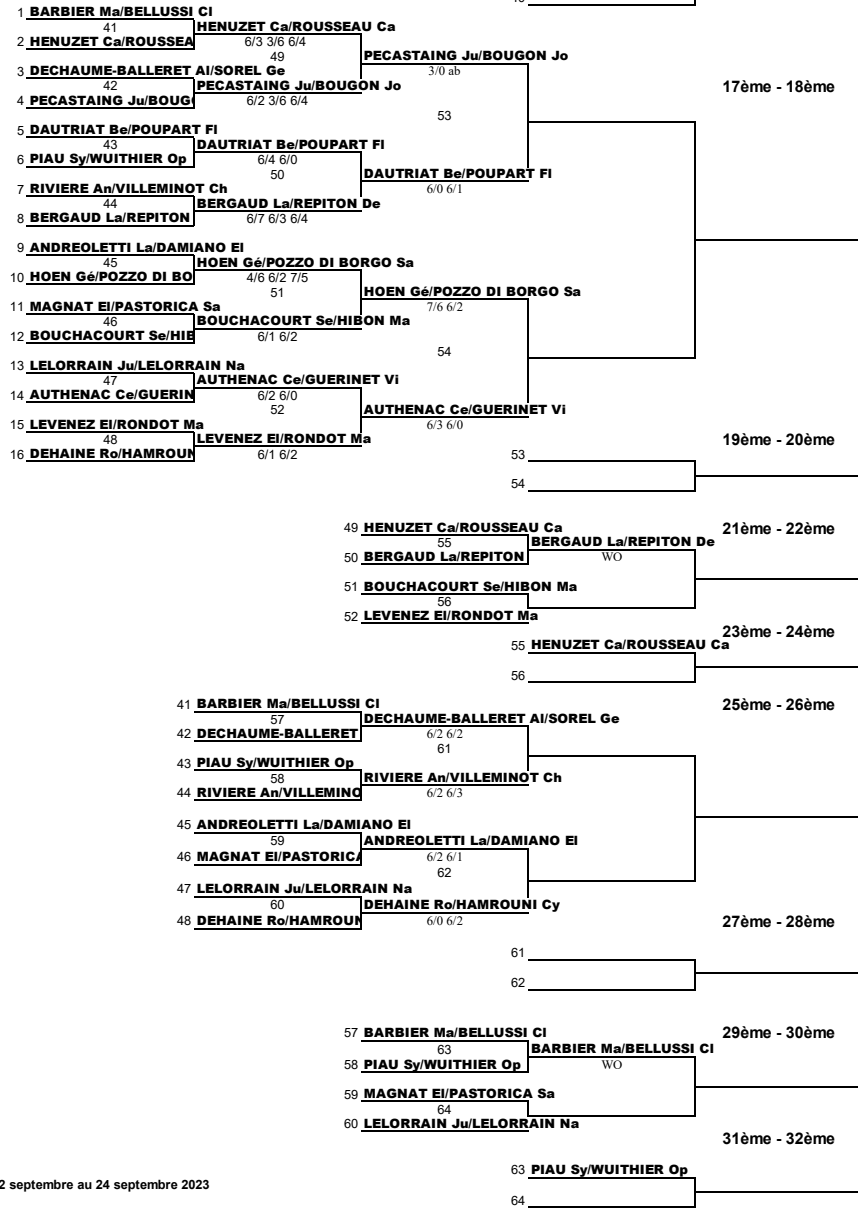 1 BARBIER Ma/BELLUSSI Cl
41 HENUZET Ca/ROUSSEAU Ca
2 HENUZET Ca/ROUSSEA 6/3 3/6 6/4
49 PECASTAING Ju/BOUGON Jo
3 DECHAUME-BALLERET Al/SOREL Ge 3/0 ab
42 PECASTAING Ju/BOUGON Jo 17ème - 18ème
4 PECASTAING Ju/BOUG 6/2 3/6 6/4
53
5 DAUTRIAT Be/POUPART Fl
43 DAUTRIAT Be/POUPART Fl
6 PIAU Sy/WUITHIER Op 6/4 6/0
50 DAUTRIAT Be/POUPART Fl
7 RIVIERE An/VILLEMINOT Ch 6/0 6/1
44 BERGAUD La/REPITON De
8 BERGAUD La/REPITON 6/7 6/3 6/4
9 ANDREOLETTI La/DAMIANO El
45 HOEN Gé/POZZO DI BORGO Sa
10 HOEN Gé/POZZO DI BO 4/6 6/2 7/5
51 HOEN Gé/POZZO DI BORGO Sa
11 MAGNAT El/PASTORICA Sa 7/6 6/2
46 BOUCHACOURT Se/HIBON Ma
12 BOUCHACOURT Se/HIB 6/1 6/2
54
13 LELORRAIN Ju/LELORRAIN Na
47 AUTHENAC Ce/GUERINET Vi
14 AUTHENAC Ce/GUERIN 6/2 6/0
52 AUTHENAC Ce/GUERINET Vi
15 LEVENEZ El/RONDOT Ma 6/3 6/0
48 LEVENEZ El/RONDOT Ma 19ème - 20ème
16 DEHAINE Ro/HAMROUN 6/1 6/2 53
54
49 HENUZET Ca/ROUSSEAU Ca 21ème - 22ème
55 BERGAUD La/REPITON De
50 BERGAUD La/REPITON WO
51 BOUCHACOURT Se/HIBON Ma
56
52 LEVENEZ El/RONDOT Ma
23ème - 24ème
55 HENUZET Ca/ROUSSEAU Ca
56
41 BARBIER Ma/BELLUSSI Cl 25ème - 26ème
57 DECHAUME-BALLERET Al/SOREL Ge
42 DECHAUME-BALLERET 6/2 6/2
61
43 PIAU Sy/WUITHIER Op
58 RIVIERE An/VILLEMINOT Ch
44 RIVIERE An/VILLEMINO 6/2 6/3
45 ANDREOLETTI La/DAMIANO El
59 ANDREOLETTI La/DAMIANO El
46 MAGNAT El/PASTORICA 6/2 6/1
62
47 LELORRAIN Ju/LELORRAIN Na
60 DEHAINE Ro/HAMROUNI Cy
48 DEHAINE Ro/HAMROUN 6/0 6/2 27ème - 28ème
61
62
57 BARBIER Ma/BELLUSSI Cl 29ème - 30ème
63 BARBIER Ma/BELLUSSI Cl
58 PIAU Sy/WUITHIER Op WO
59 MAGNAT El/PASTORICA Sa
64
60 LELORRAIN Ju/LELORRAIN Na
31ème - 32ème
63 PIAU Sy/WUITHIER Op
2 septembre au 24 septembre 2023
64